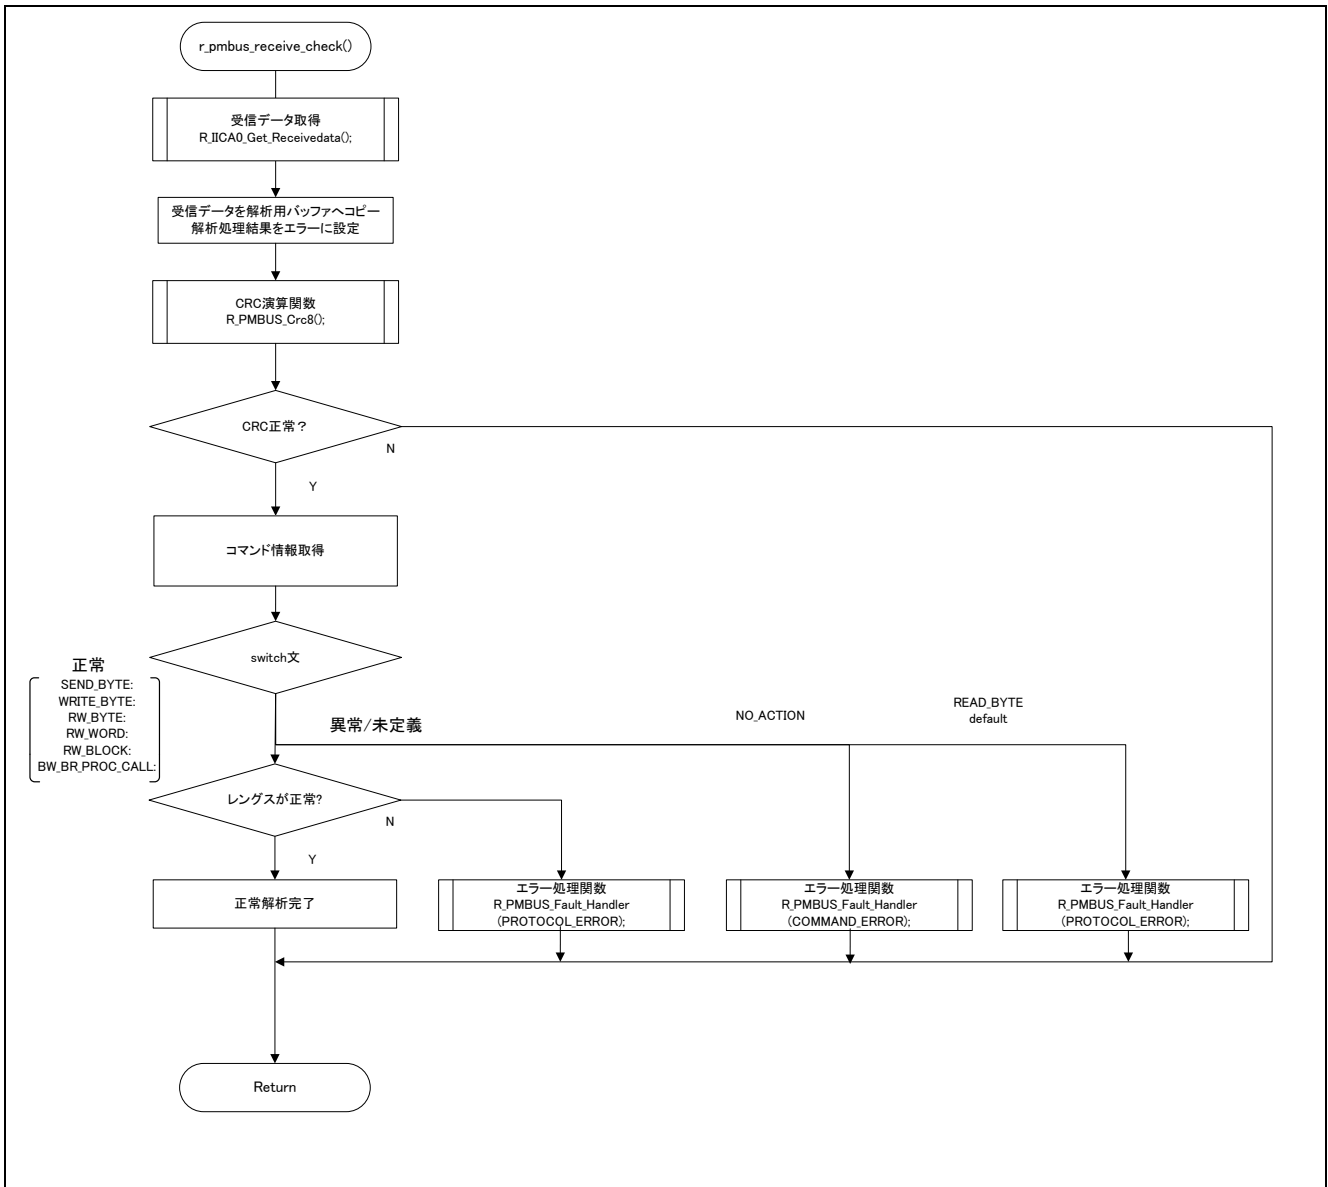 r_pmbus_receive_check()
受信データ取得
R_IICA0_Get_Receivedata();
受信データを解析用バッファへコピー
解析処理結果をエラーに設定
CRC演算関数
R_PMBUS_Crc8();
CRC正常？
N
Y
コマンド情報取得
switch文
正常
SEND_BYTE:
WRITE_BYTE:
RW_BYTE:
RW_WORD:
RW_BLOCK:
BW_BR_PROC_CALL:
異常/未定義
NO_ACTION
READ_BYTE
default
レングスが正常?
N
Y
正常解析完了
エラー処理関数
R_PMBUS_Fault_Handler
(PROTOCOL_ERROR);
エラー処理関数
R_PMBUS_Fault_Handler
(COMMAND_ERROR);
エラー処理関数
R_PMBUS_Fault_Handler
(PROTOCOL_ERROR);
Return